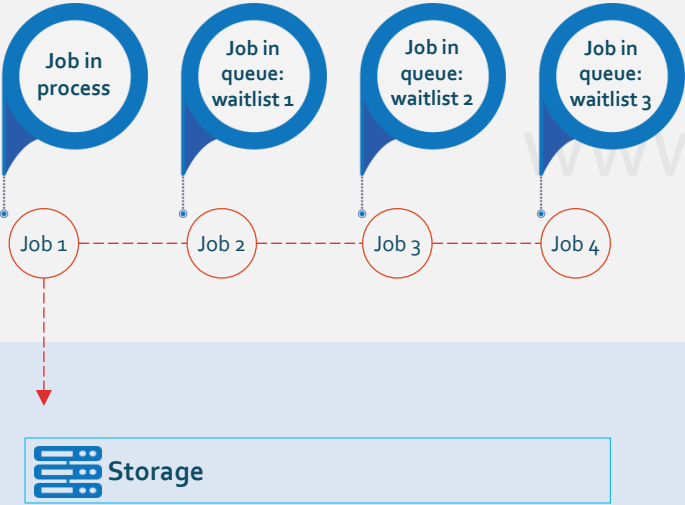 Job in
process
Job in
queue:
waitlist 1
Job in
queue:
waitlist 2
Job in
queue:
waitlist 3
www
Job 1
Job 2
Job 3
Job 4
Storage